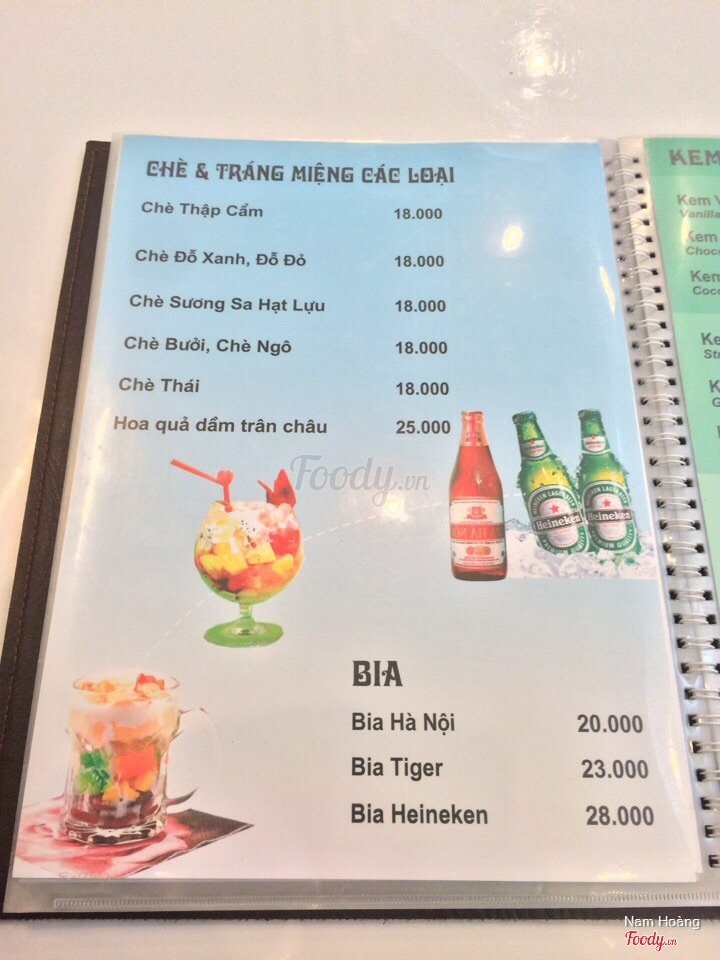 CHÈ & TRÁNG MIỆNG CÁC LOẠI
Chè Thập Cẩm 18.000
Chè Đỗ Xanh, Đỗ Đỏ 18.000
Chè Sương Sa Hạt Lựu 18.000
Chè Bưởi, Chè Ngô 18.000
Chè Thái 18.000
Hoa quả dầm trân châu 25.000
Foody.vn
Heineken Heineken
BIA
Bia Hà Nội 20.000
Bia Tiger 23.000
Bia Heineken 28.000
KEM
Kem
Vanilla
Kem
Kem
Nam Hoàng
Foody.vn